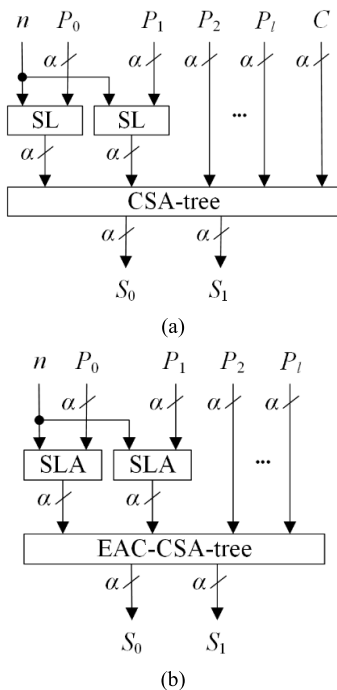 n P₀ P₁ P₂ Pₗ C
α α α α α
SL SL ...
α α
CSA-tree
α α
S₀ S₁
(a)
n P₀ P₁ P₂ Pₗ
α α α α
SLA SLA ...
α α
EAC-CSA-tree
α α
S₀ S₁
(b)